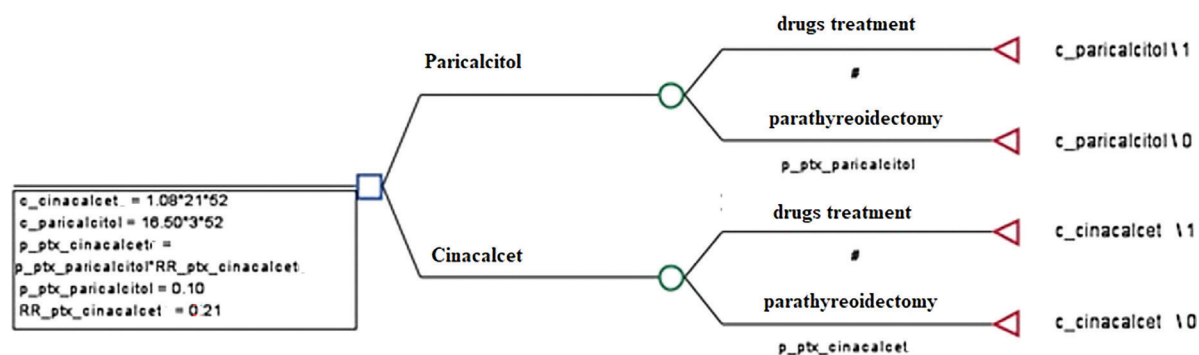 drugs treatment
c_paricalcitol \ 1
Paricalcitol
#
parathyreoidectomy
c_paricalcitol \ 0
p_ptx_paricalcitol
c_cinacalcet = 1.08*21*52
c_paricalcitol = 16.50*3*52
p_ptx_cinacalcet =
p_ptx_paricalcitol*RR_ptx_cinacalcet
p_ptx_paricalcitol = 0.10
RR_ptx_cinacalcet = 0.21
drugs treatment
c_cinacalcet \ 1
Cinacalcet
#
parathyreoidectomy
c_cinacalcet \ 0
p_ptx_cinacalcet